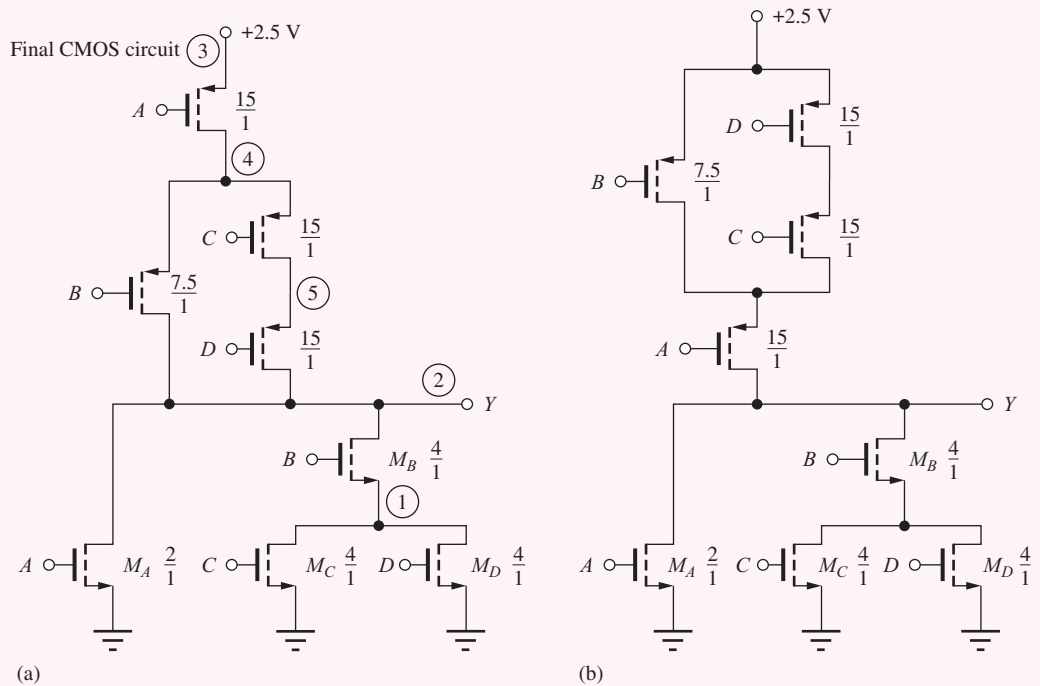 Final CMOS circuit
3
+2.5 V
A
15/1
4
C
15/1
B
7.5/1
5
D
15/1
2
Y
B
M_B 4/1
1
A
M_A 2/1
C
M_C 4/1
D
M_D 4/1
(a)
+2.5 V
D
15/1
B
7.5/1
C
15/1
A
15/1
Y
B
M_B 4/1
A
M_A 2/1
C
M_C 4/1
D
M_D 4/1
(b)